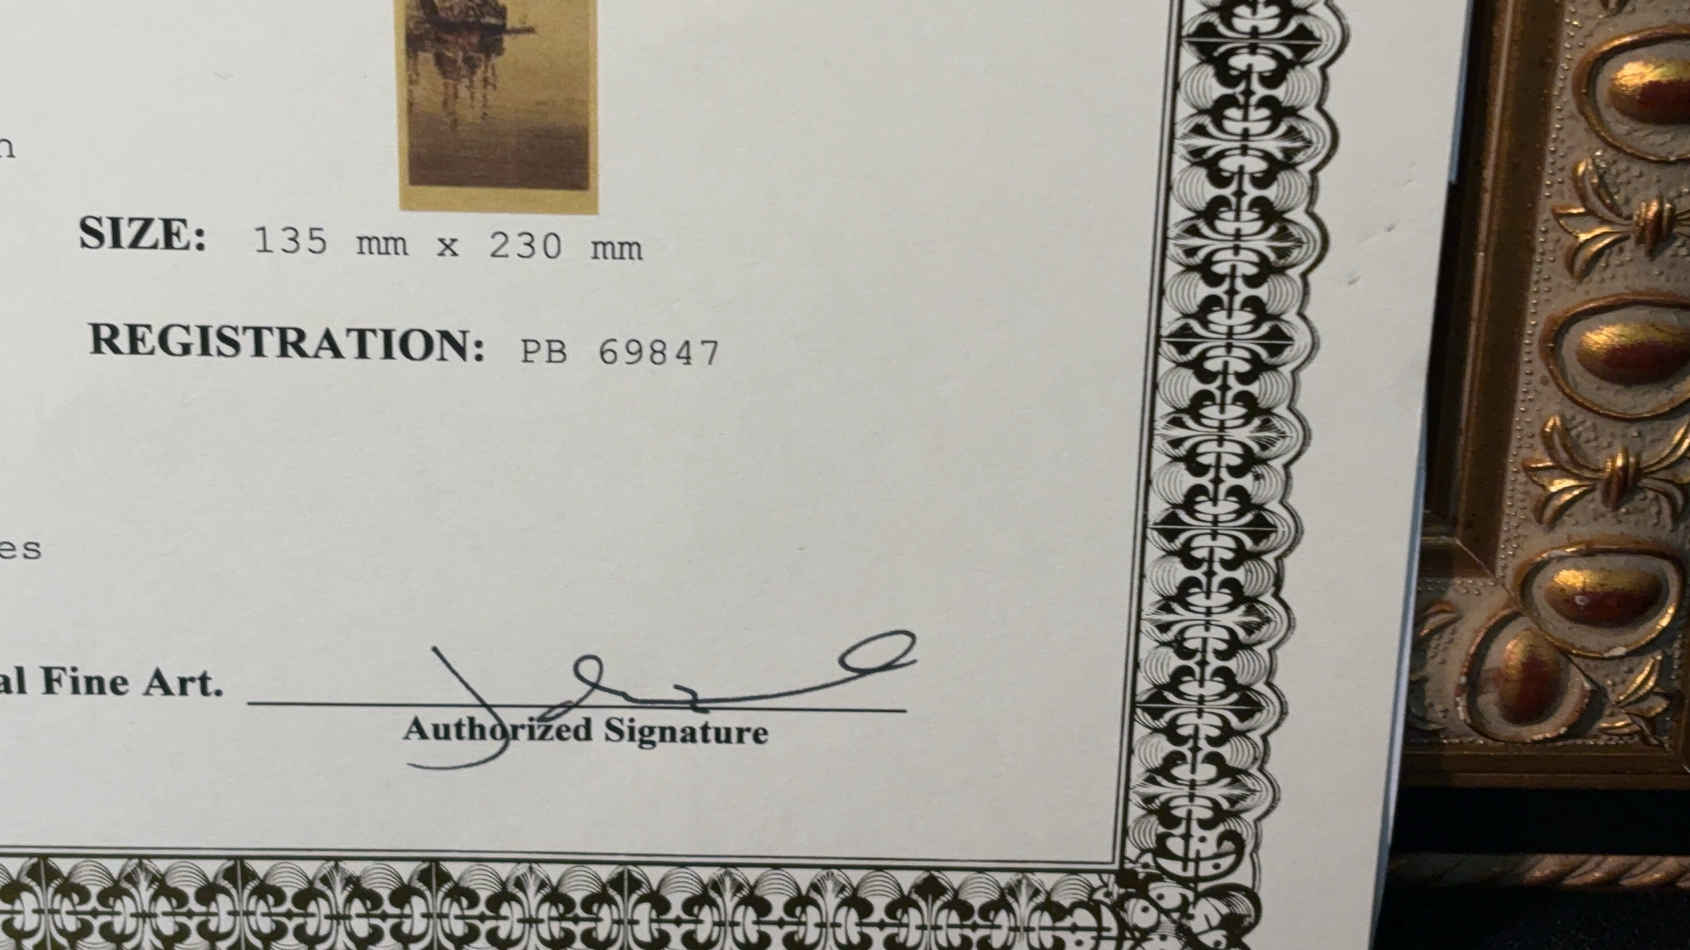 n
SIZE: 135 mm x 230 mm
REGISTRATION: PB 69847
es
al Fine Art.
Authorized Signature